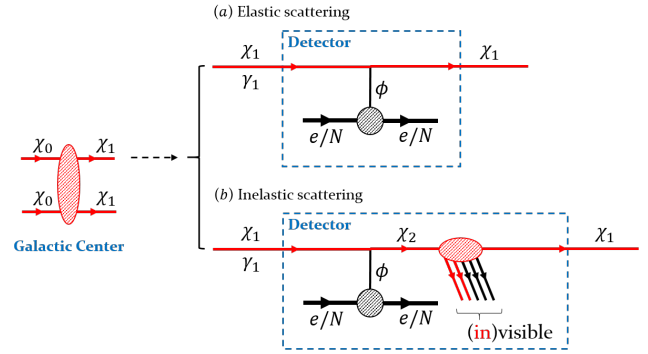 (a) Elastic scattering
Detector
χ₁ χ₁
γ₁
ϕ
e/N e/N
χ₀ χ₁
χ₀ χ₁
Galactic Center
(b) Inelastic scattering
Detector
χ₁ χ₂ χ₁
γ₁
ϕ
e/N e/N
(in)visible